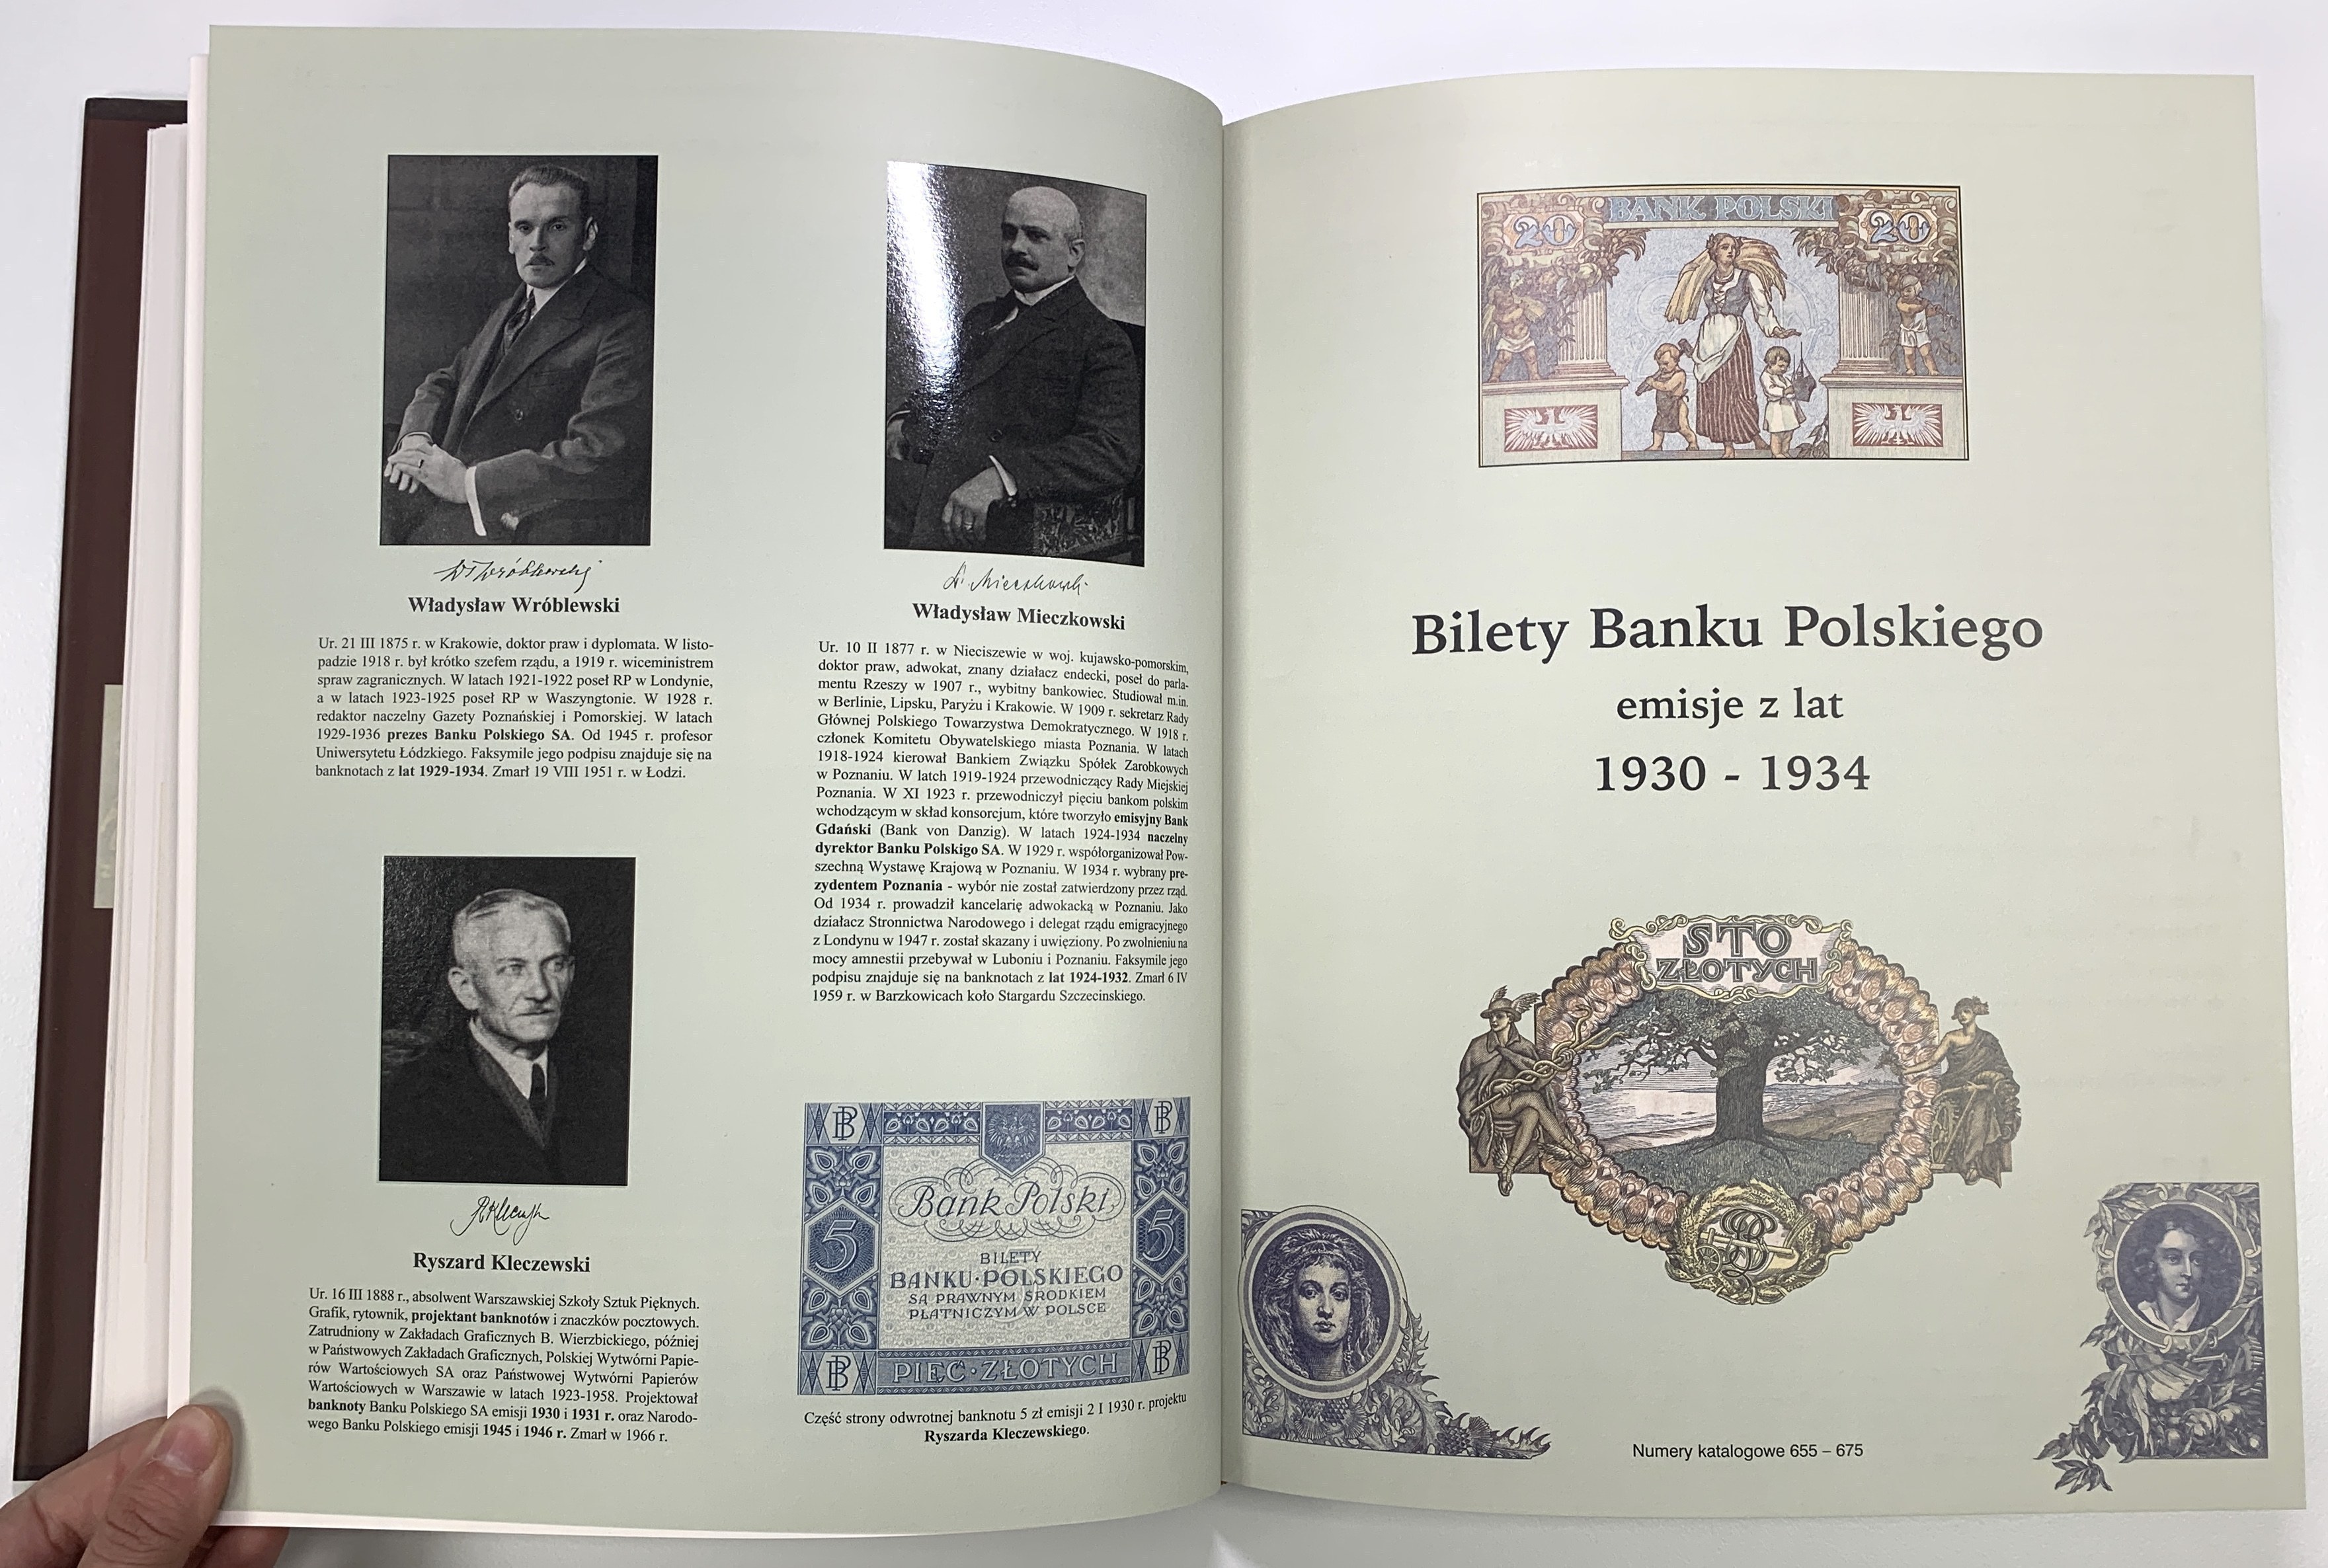 Władysław Wróblewski
Ur. 21 III 1875 r. w Krakowie, doktor praw i dyplomata. W listo-
padzie 1918 r. był krótko szefem rządu, a 1919 r. wiceministrem
spraw zagranicznych. W latach 1921-1922 poseł RP w Londynie,
a w latach 1923-1925 poseł RP w Waszyngtonie. W 1928 r.
redaktor naczelny Gazety Poznańskiej i Pomorskiej. W latach
1929-1936 prezes Banku Polskiego SA. Od 1945 r. profesor
Uniwersytetu Łódzkiego. Faksymile jego podpisu znajduje się na
banknotach z lat 1929-1934. Zmarł 19 VIII 1951 r. w Łodzi.
Ryszard Kleczewski
Ur. 16 III 1888 r., absolwent Warszawskiej Szkoły Sztuk Pięknych.
Grafik, rytownik, projektant banknotów i znaczków pocztowych.
Zatrudniony w Zakładach Graficznych B. Wierzbickiego, później
w Państwowych Zakładach Graficznych, Polskiej Wytwórni Papie-
rów Wartościowych SA oraz Państwowej Wytwórni Papierów
Wartościowych w Warszawie w latach 1923-1958. Projektował
banknoty Banku Polskiego SA emisji 1930 i 1931 r. oraz Narodo-
wego Banku Polskiego emisji 1945 i 1946 r. Zmarł w 1966 r.
Wł. Mieczkowski
Władysław Mieczkowski
Ur. 10 II 1877 r. w Nieciszewie w woj. kujawsko-pomorskim,
doktor praw, adwokat, znany działacz endecki, poseł do parla-
mentu Rzeszy w 1907 r., wybitny bankowiec. Studiował m.in.
w Berlinie, Lipsku, Paryżu i Krakowie. W 1909 r. sekretarz Rady
Głównej Polskiego Towarzystwa Demokratycznego. W 1918 r.
członek Komitetu Obywatelskiego miasta Poznania. W latach
1918-1924 kierował Bankiem Związku Spółek Zarobkowych
w Poznaniu. W latch 1919-1924 przewodniczący Rady Miejskiej
Poznania. W XI 1923 r. przewodniczył pięciu bankom polskim
wchodzącym w skład konsorcjum, które tworzyło emisyjny Bank
Gdański (Bank von Danzig). W latach 1924-1934 naczelny
dyrektor Banku Polskigo SA. W 1929 r. współorganizował Pow-
szechną Wystawę Krajową w Poznaniu. W 1934 r. wybrany pre-
zydentem Poznania - wybór nie został zatwierdzony przez rząd.
Od 1934 r. prowadził kancelarię adwokacką w Poznaniu. Jako
działacz Stronnictwa Narodowego i delegat rządu emigracyjnego
z Londynu w 1947 r. został skazany i uwięziony. Po zwolnieniu na
mocy amnestii przebywał w Luboniu i Poznaniu. Faksymile jego
podpisu znajduje się na banknotach z lat 1924-1932. Zmarł 6 IV
1959 r. w Barzkowicach koło Stargardu Szczecinskiego.
BP BP
Bank Polski
5 5
BILETY
BANKU·POLSKIEGO
SĄ PRAWNYM ŚRODKIEM
PŁATNICZYM W POLSCE
BP PIĘĆ·ZŁOTYCH BP
Część strony odwrotnej banknotu 5 zł emisji 2 I 1930 r. projektu
Ryszarda Kleczewskiego.
20 BANK POLSKI 20
Bilety Banku Polskiego
emisje z lat
1930 - 1934
STO
ZŁOTYCH
Numery katalogowe 655 – 675